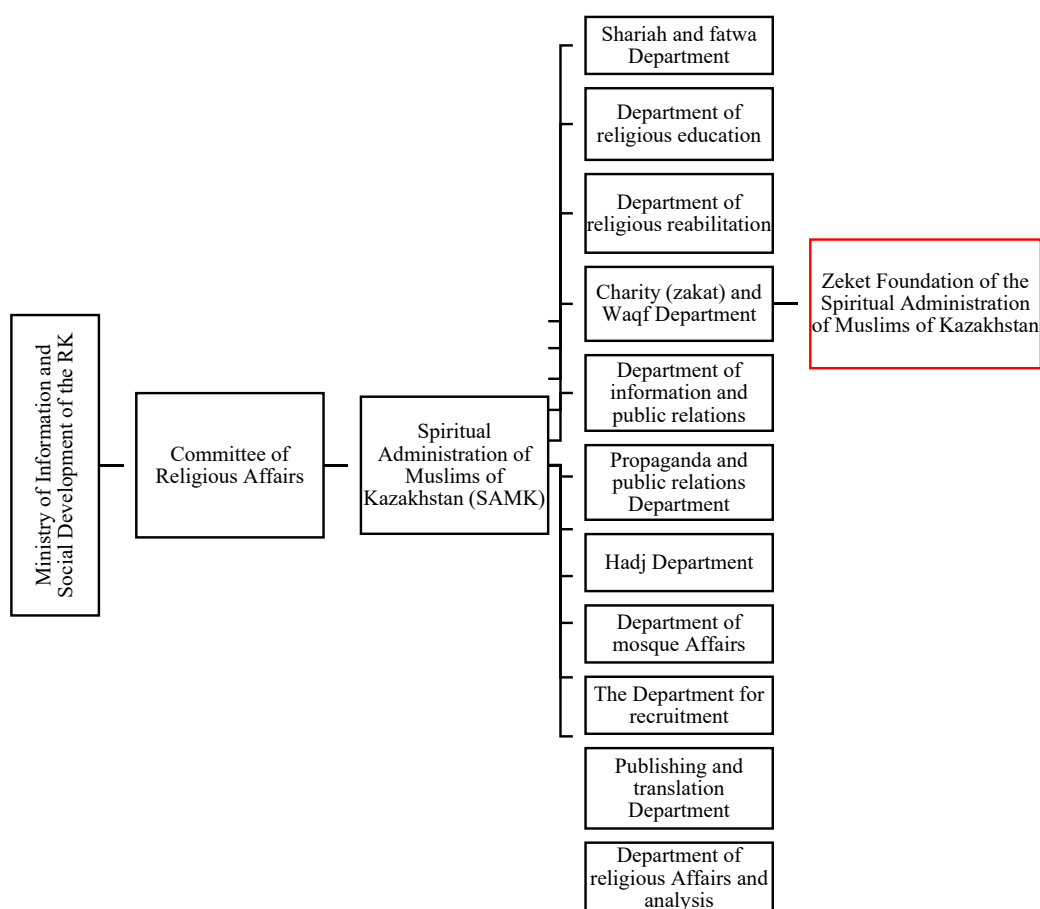 Ministry of Information and
Social Development of the RK
Committee of
Religious Affairs
Spiritual
Administration of
Muslims of
Kazakhstan (SAMK)
Shariah and fatwa
Department
Department of
religious education
Department of
religious reabilitation
Charity (zakat) and
Waqf Department
Department of
information and
public relations
Propaganda and
public relations
Department
Hadj Department
Department of
mosque Affairs
The Department for
recruitment
Publishing and
translation
Department
Department of
religious Affairs and
analysis
Zeket Foundation of the
Spiritual Administration
of Muslims of Kazakhstan